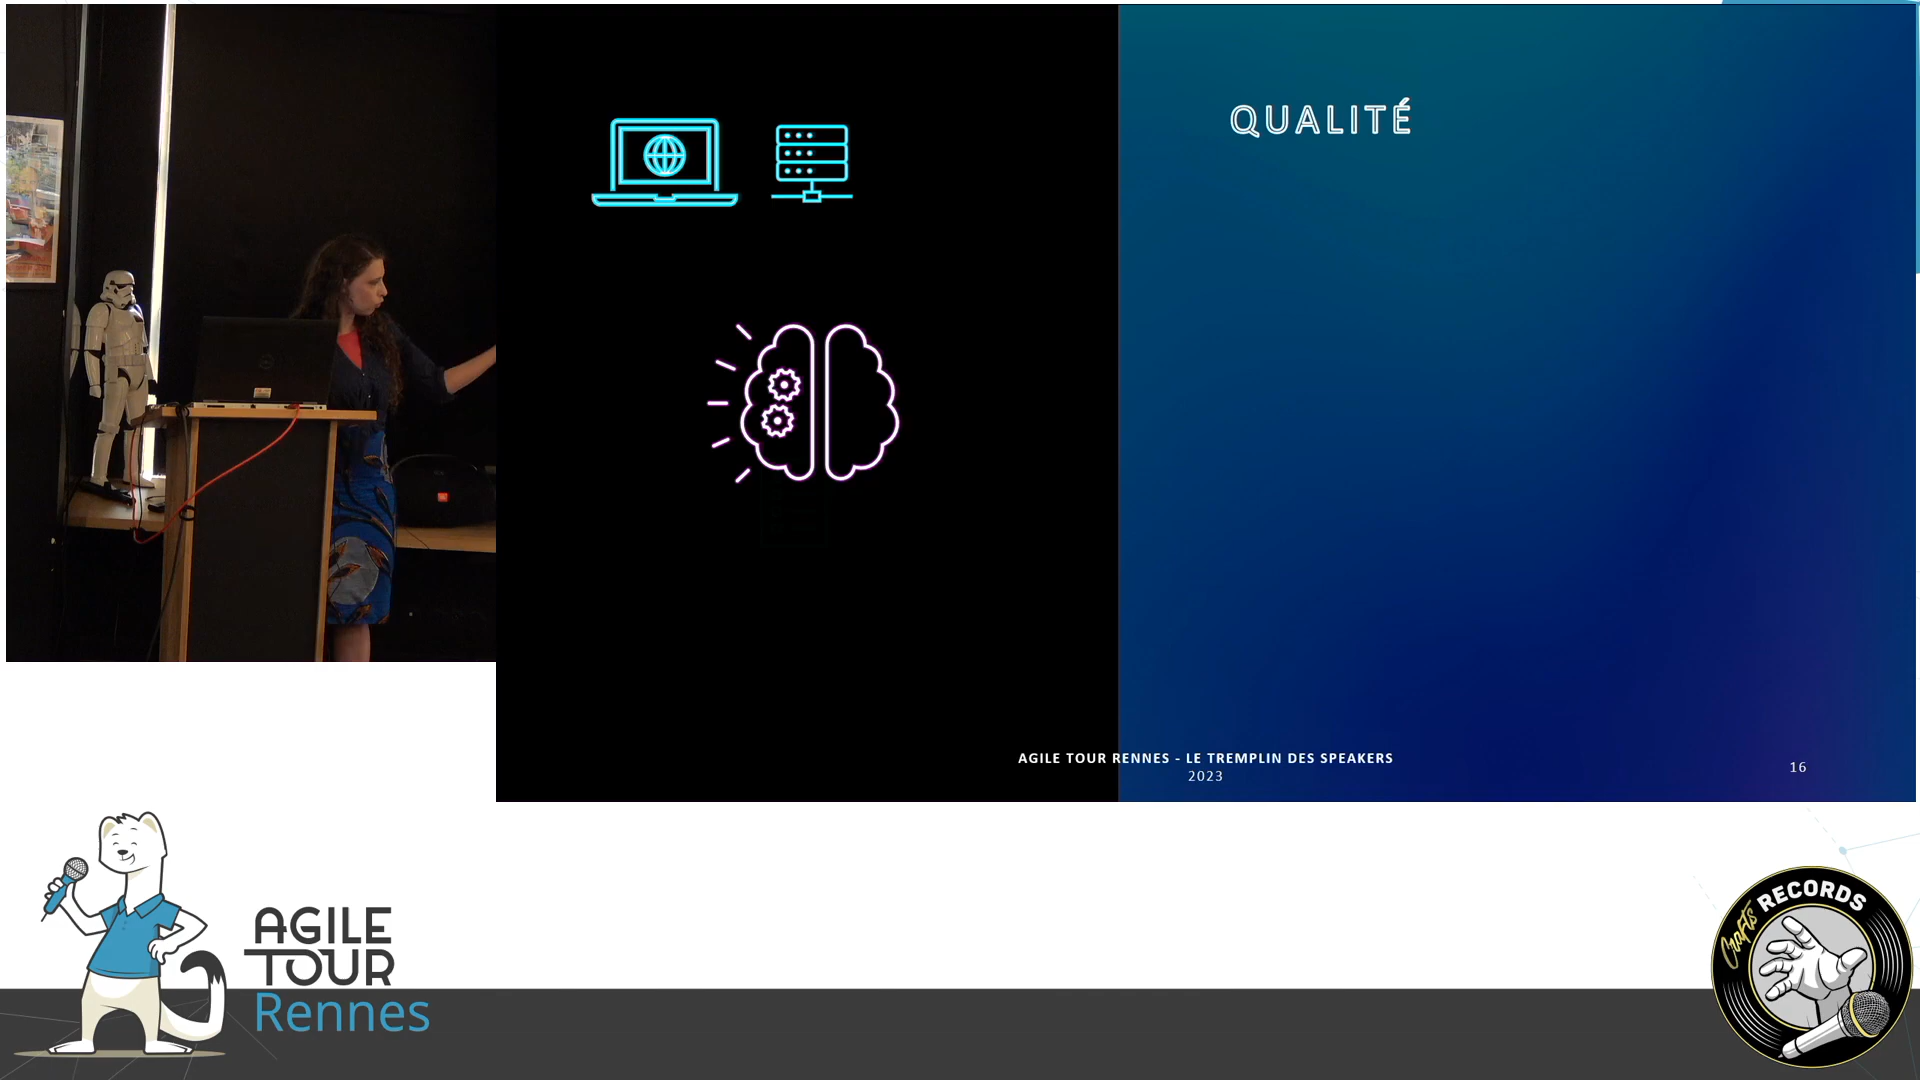 QUALITÉ
AGILE TOUR RENNES - LE TREMPLIN DES SPEAKERS
2023
16
AGILE
TOUR
Rennes
Crafts
RECORDS